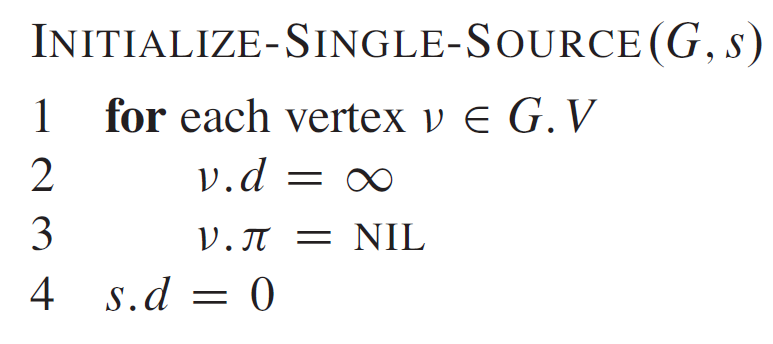 INITIALIZE-SINGLE-SOURCE(G, s)
1 for each vertex v ∈ G.V
2 v.d = ∞
3 v.π = NIL
4 s.d = 0